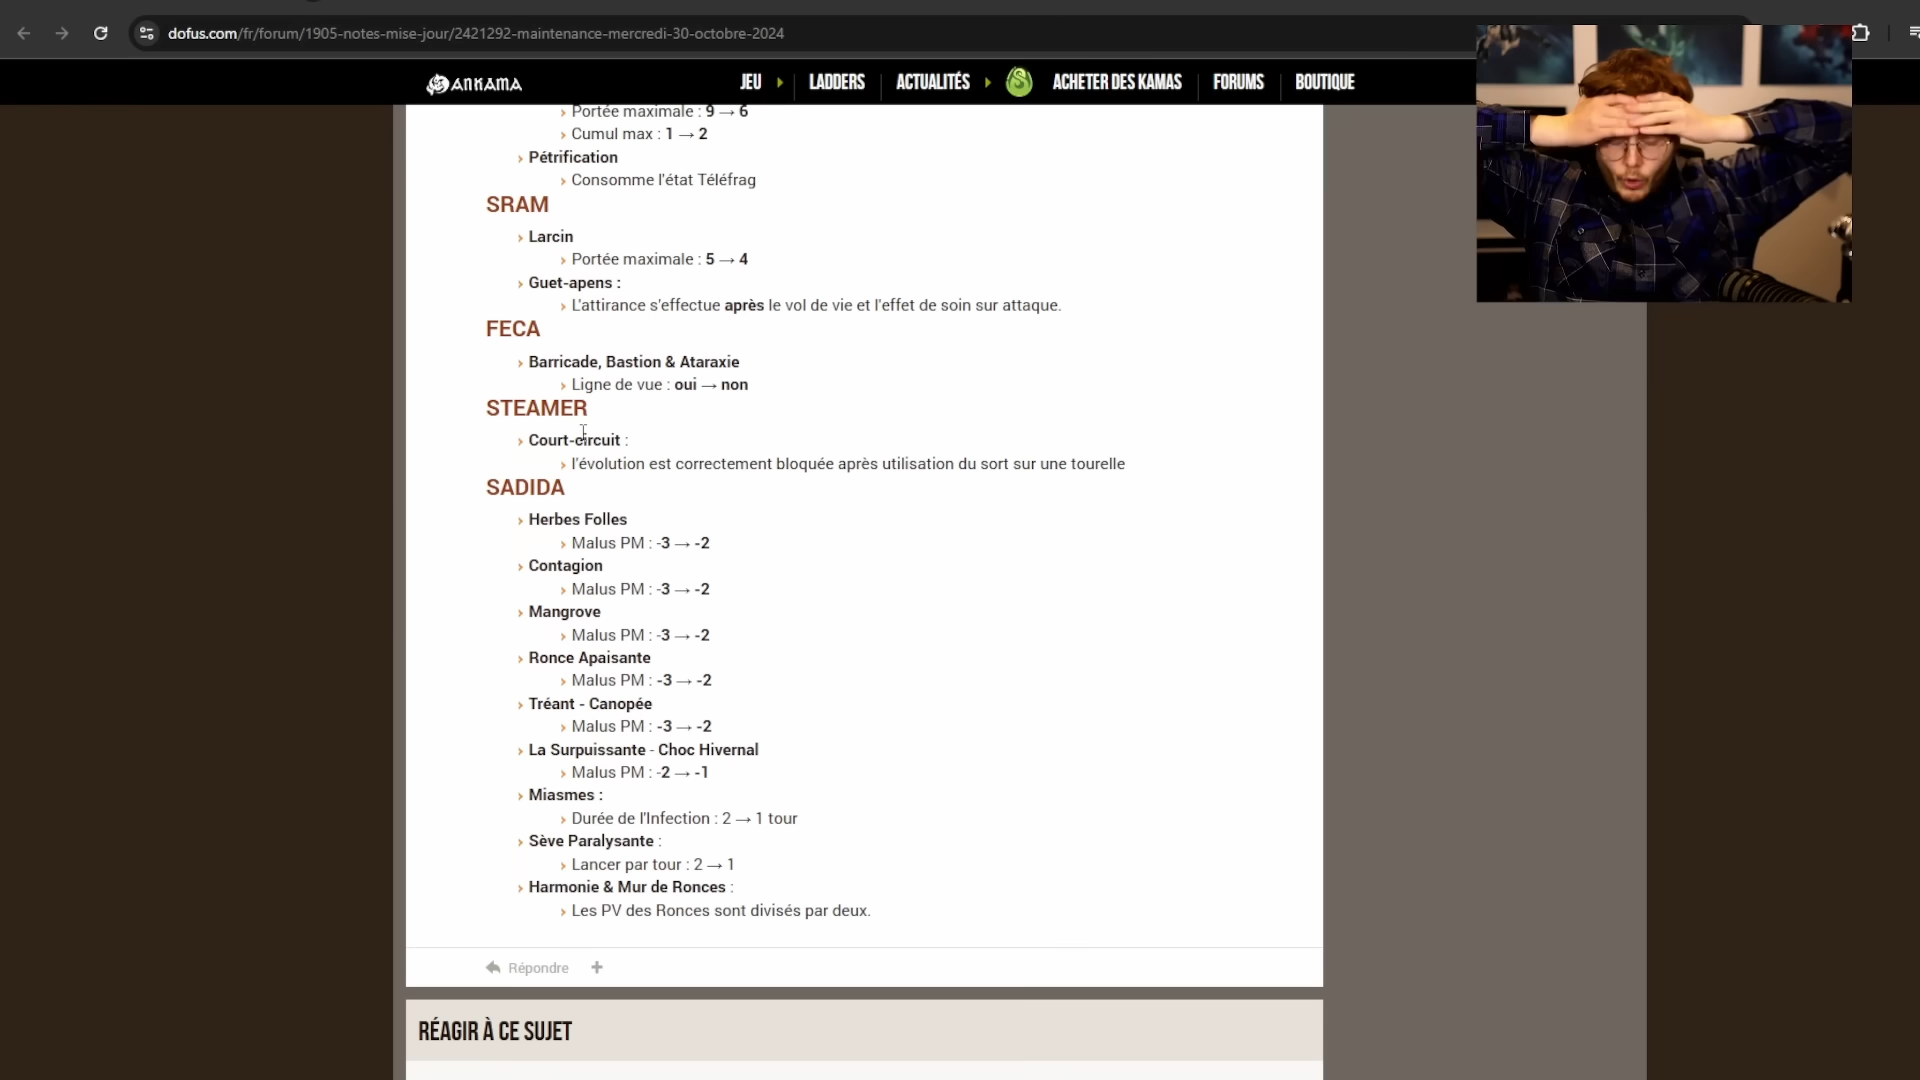 dofus.com/fr/forum/1905-notes-mise-jour/2421292-maintenance-mercredi-30-octobre-2024
ANKAMA
JEU LADDERS ACTUALITÉS ACHETER DES KAMAS FORUMS BOUTIQUE
Portée maximale : 9 → 6
Cumul max : 1 → 2
Pétrification
Consomme l'état Téléfrag
SRAM
Larcin
Portée maximale : 5 → 4
Guet-apens :
L'attirance s'effectue après le vol de vie et l'effet de soin sur attaque.
FECA
Barricade, Bastion & Ataraxie
Ligne de vue : oui → non
STEAMER
Court-circuit :
l'évolution est correctement bloquée après utilisation du sort sur une tourelle
SADIDA
Herbes Folles
Malus PM : -3 → -2
Contagion
Malus PM : -3 → -2
Mangrove
Malus PM : -3 → -2
Ronce Apaisante
Malus PM : -3 → -2
Tréant - Canopée
Malus PM : -3 → -2
La Surpuissante - Choc Hivernal
Malus PM : -2 → -1
Miasmes :
Durée de l'Infection : 2 → 1 tour
Sève Paralysante :
Lancer par tour : 2 → 1
Harmonie & Mur de Ronces :
Les PV des Ronces sont divisés par deux.
Répondre +
RÉAGIR À CE SUJET